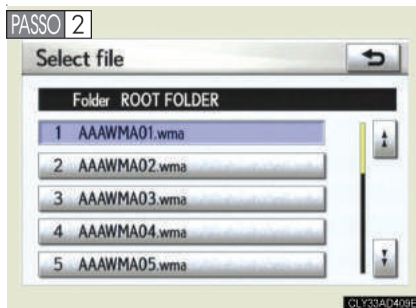 PASSO 2
Select file
Folder ROOT FOLDER
1 AAAWMA01.wma
2 AAAWMA02.wma
3 AAAWMA03.wma
4 AAAWMA04.wma
5 AAAWMA05.wma
CLY33AD409E